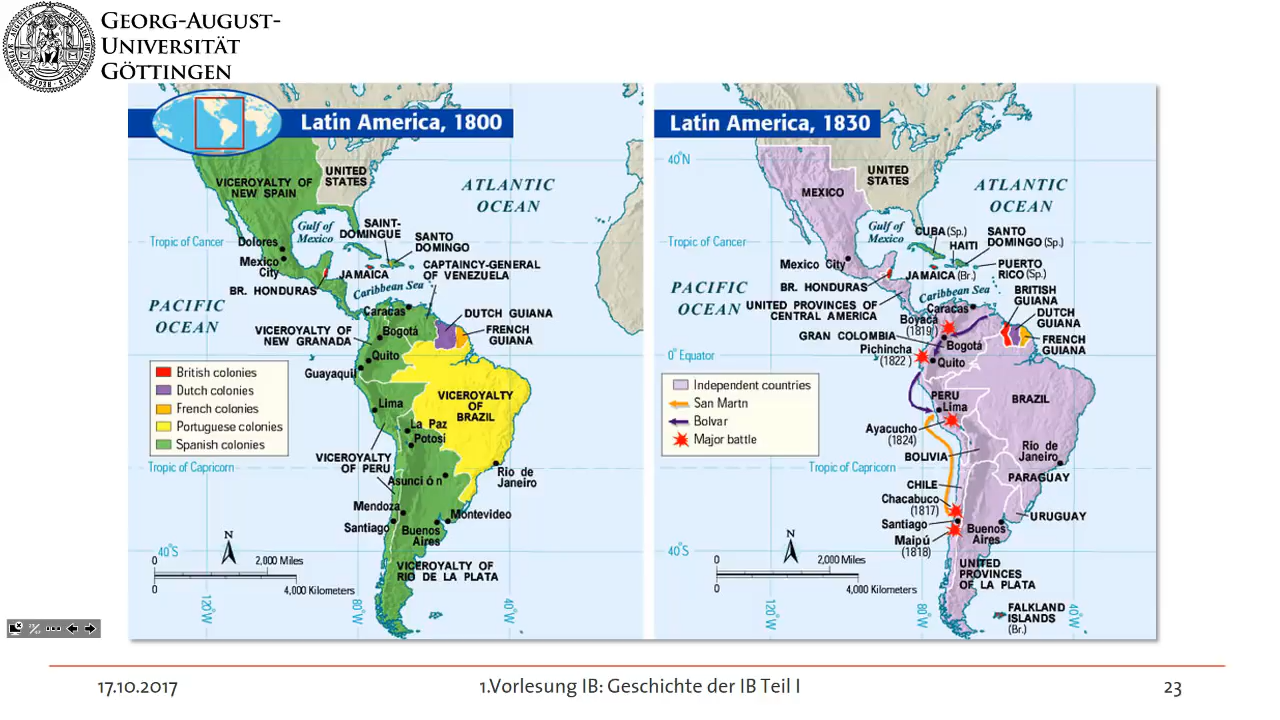 GEORG-AUGUST-
UNIVERSITÄT
GÖTTINGEN
Latin America, 1800
VICEROYALTY OF
NEW SPAIN
UNITED
STATES
ATLANTIC
OCEAN
Gulf of
Mexico
SAINT-
DOMINGUE
SANTO
DOMINGO
Tropic of Cancer
Dolores
Mexico
City
CAPTAINCY-GENERAL
OF VENEZUELA
JAMAICA
BR. HONDURAS
Caribbean Sea
PACIFIC
OCEAN
Caracas
DUTCH GUIANA
VICEROYALTY OF
NEW GRANADA
Bogotá
FRENCH
GUIANA
Quito
Guayaquil
British colonies
Dutch colonies
French colonies
Portuguese colonies
Spanish colonies
VICEROYALTY
OF
BRAZIL
Lima
La Paz
Potosí
VICEROYALTY
OF PERU
Tropic of Capricorn
Asunci ó n
Rio de
Janeiro
Mendoza
Santiago
Montevideo
Buenos
Aires
N
0 2,000 Miles
0 4,000 Kilometers
40°S
VICEROYALTY OF
RIO DE LA PLATA
120°W
80°W
40°W
Latin America, 1830
40°N
MEXICO
UNITED
STATES
ATLANTIC
OCEAN
Gulf of
Mexico
CUBA (Sp.)
HAITI
SANTO
DOMINGO (Sp.)
Tropic of Cancer
Mexico City
JAMAICA (Br.)
PUERTO
RICO (Sp.)
BR. HONDURAS
Caribbean Sea
BRITISH
GUIANA
PACIFIC
OCEAN
UNITED PROVINCES OF
CENTRAL AMERICA
Caracas
DUTCH
GUIANA
Boyacá
(1819)
GRAN COLOMBIA
Bogotá
FRENCH
GUIANA
Pichincha
(1822)
0° Equator
Quito
Independent countries
San Martn
Bolvar
Major battle
PERU
Lima
BRAZIL
Ayacucho
(1824)
BOLIVIA
Rio de
Janeiro
Tropic of Capricorn
PARAGUAY
CHILE
Chacabuco
(1817)
Santiago
URUGUAY
Buenos
Aires
Maipú
(1818)
N
0 2,000 Miles
0 4,000 Kilometers
40°S
UNITED
PROVINCES
OF LA PLATA
FALKLAND
ISLANDS
(Br.)
120°W
80°W
40°W
17.10.2017
1.Vorlesung IB: Geschichte der IB Teil I
23